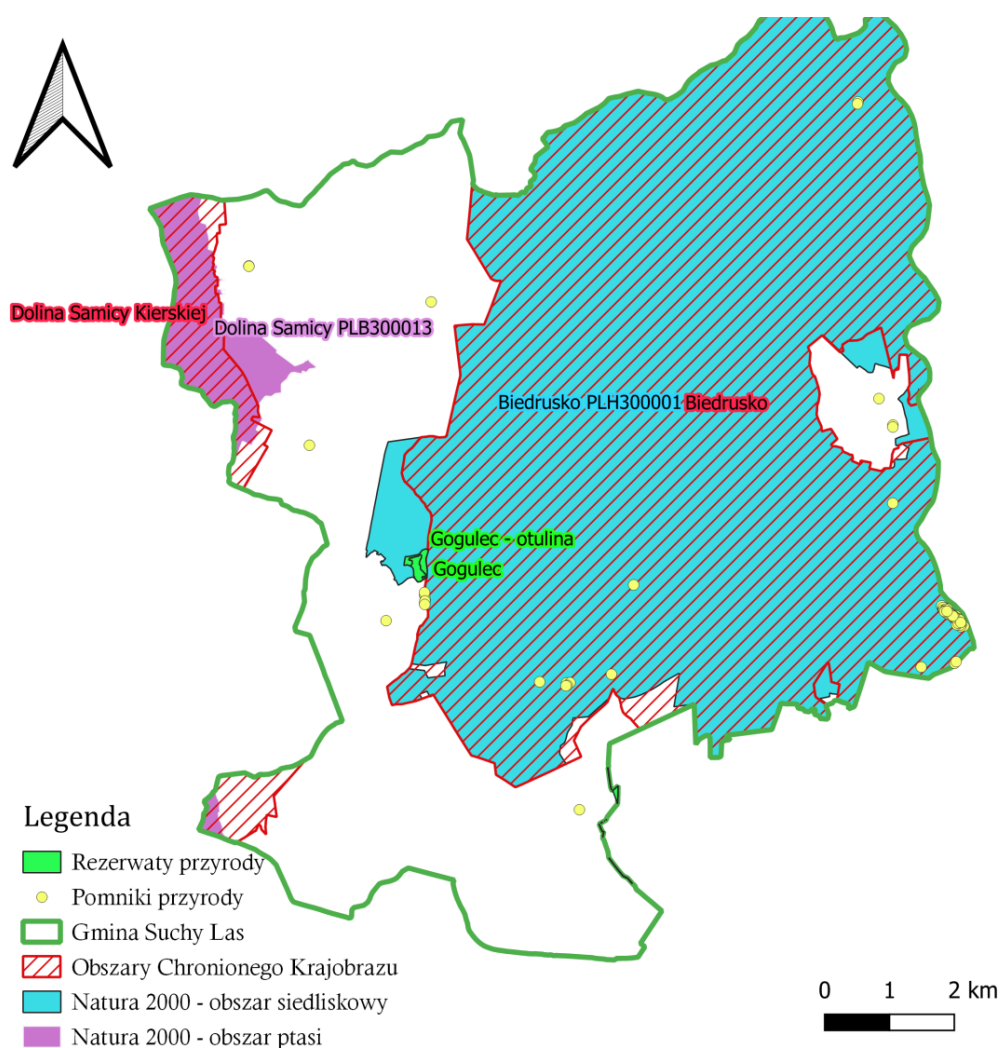 Dolina Samicy Kierskiej
Dolina Samicy PLB300013
Biedrusko PLH300001 Biedrusko
Gogulec - otulina
Gogulec
Legenda
Rezerwaty przyrody
Pomniki przyrody
Gmina Suchy Las
Obszary Chronionego Krajobrazu
Natura 2000 - obszar siedliskowy
Natura 2000 - obszar ptasi
0 1 2 km